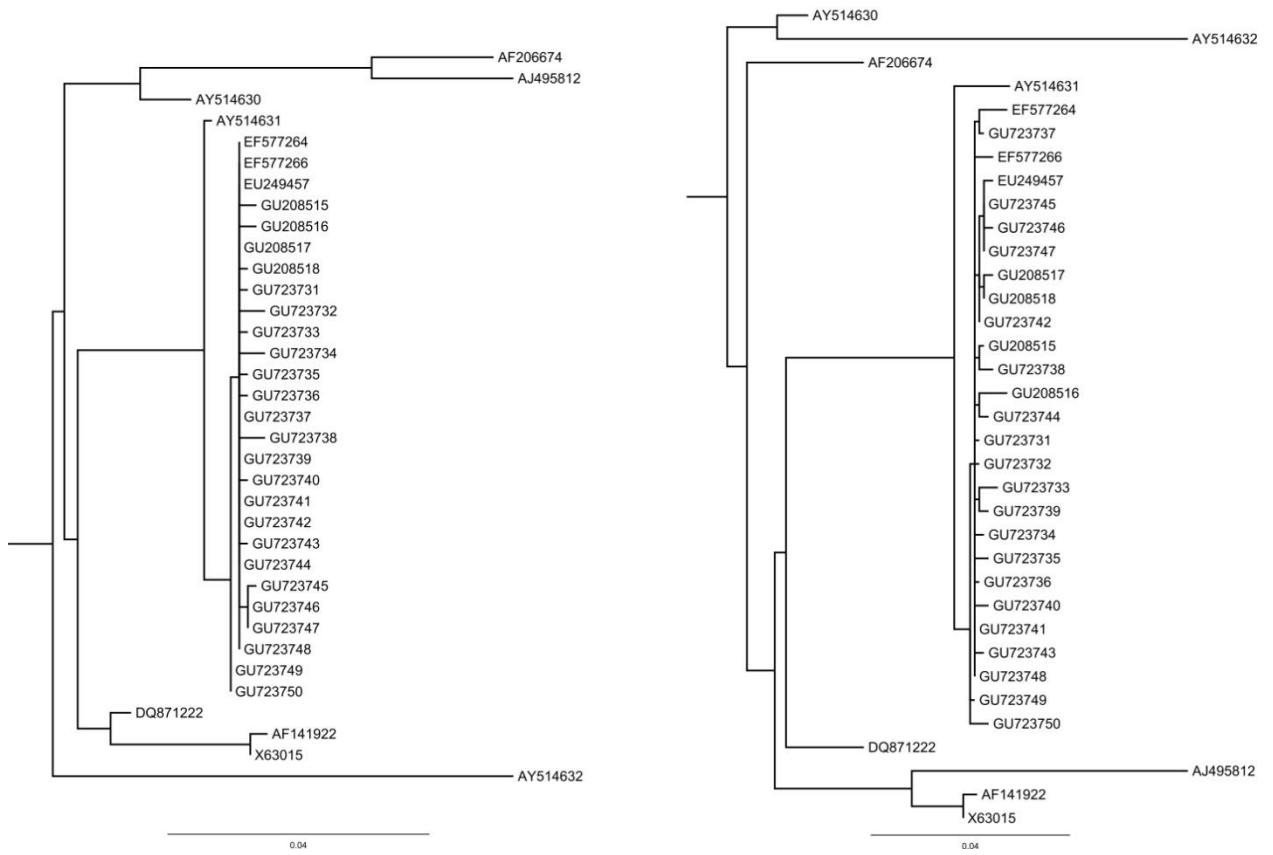 AF206674
AJ495812
AY514630
AY514631
EF577264
EF577266
EU249457
GU208515
GU208516
GU208517
GU208518
GU723731
GU723732
GU723733
GU723734
GU723735
GU723736
GU723737
GU723738
GU723739
GU723740
GU723741
GU723742
GU723743
GU723744
GU723745
GU723746
GU723747
GU723748
GU723749
GU723750
DQ871222
AF141922
X63015
AY514632
0.04
AY514630
AY514632
AF206674
AY514631
EF577264
GU723737
EF577266
EU249457
GU723745
GU723746
GU723747
GU208517
GU208518
GU723742
GU208515
GU723738
GU208516
GU723744
GU723731
GU723732
GU723733
GU723739
GU723734
GU723735
GU723736
GU723740
GU723741
GU723743
GU723748
GU723749
GU723750
DQ871222
AJ495812
AF141922
X63015
0.04